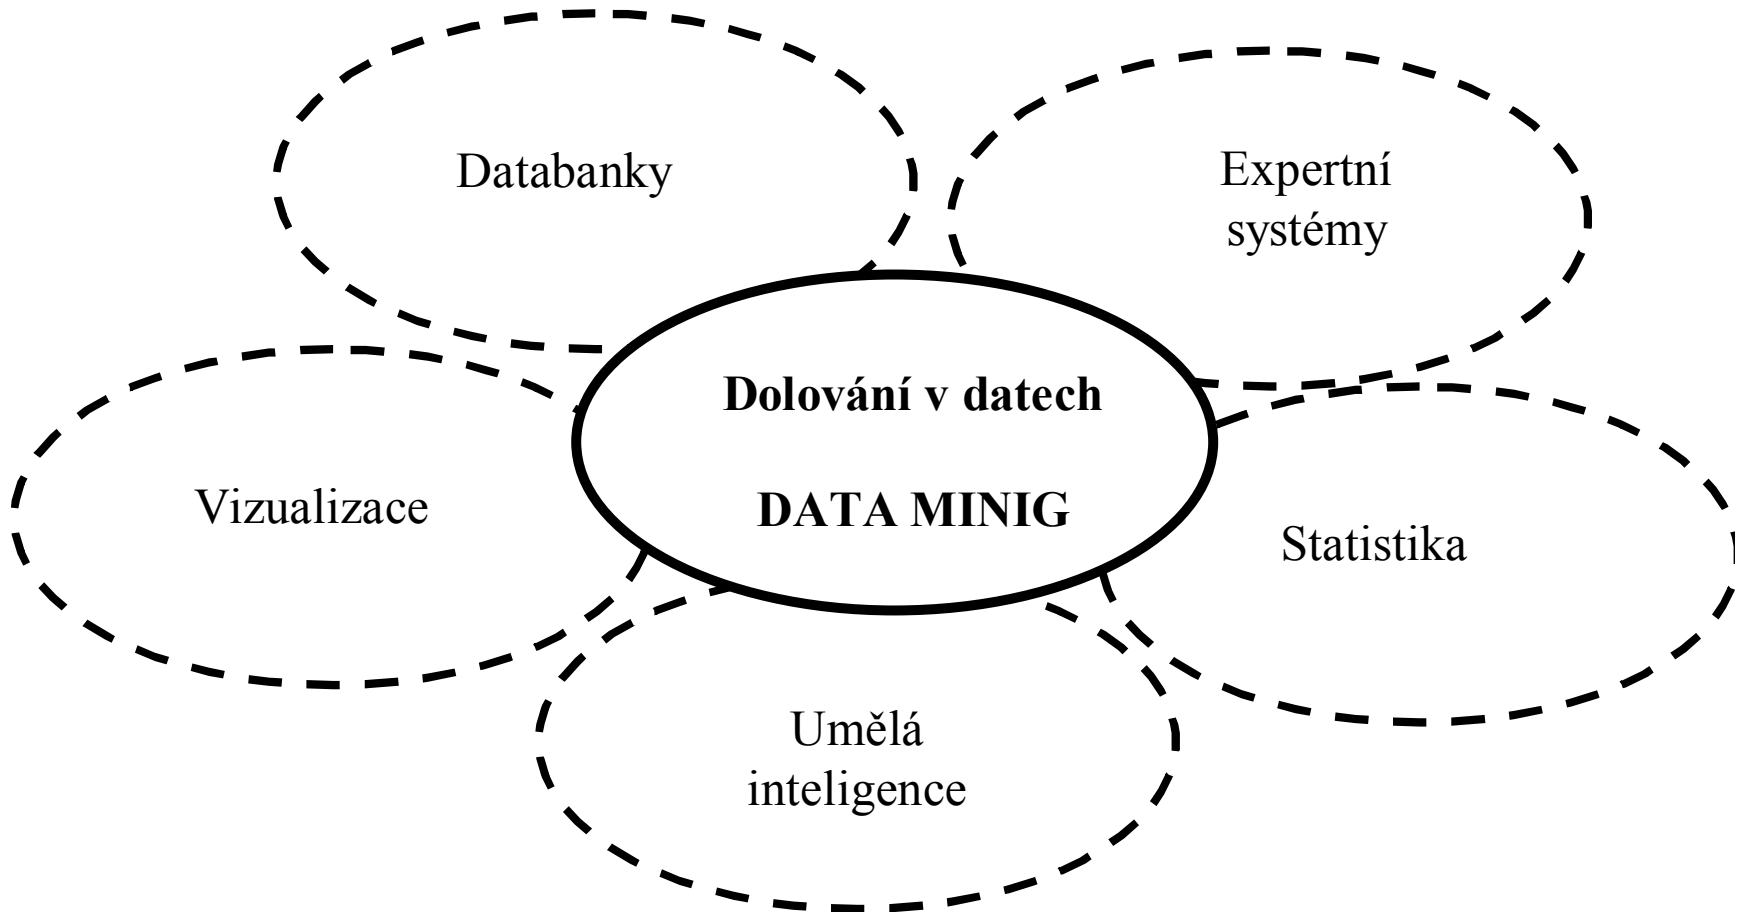 Databanky
Expertní
systémy
Dolování v datech
DATA MINIG
Vizualizace
Statistika
Umělá
inteligence